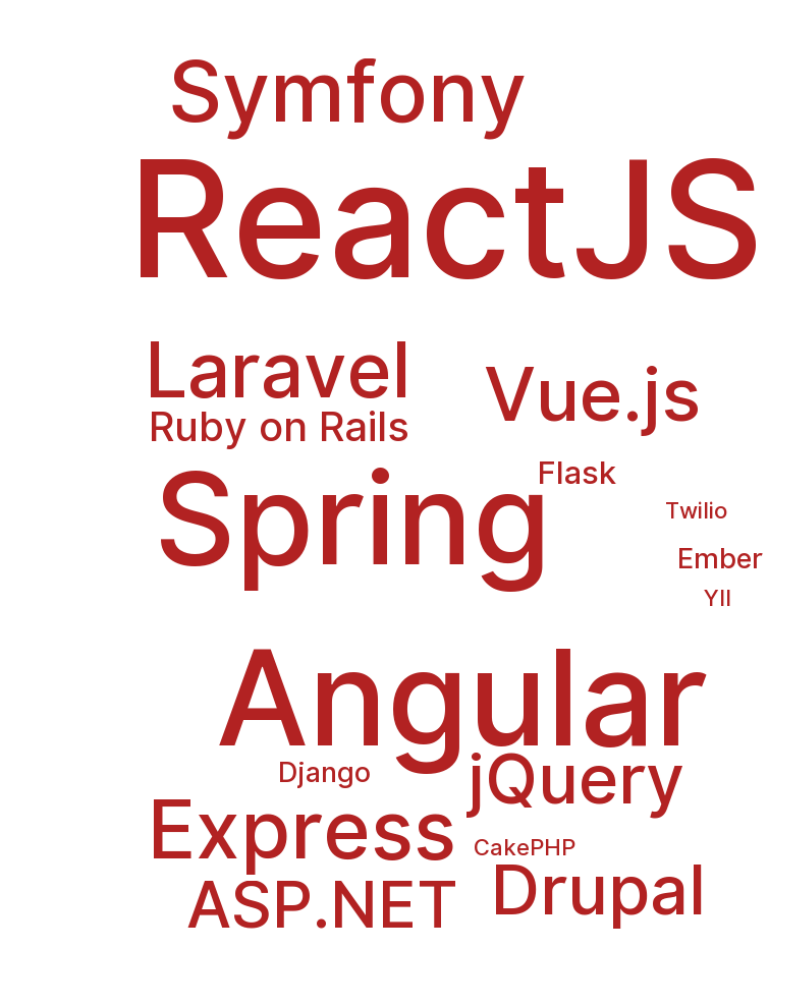 Symfony
ReactJS
Laravel
Vue.js
Ruby on Rails
Flask
Spring
Twilio
Ember
YII
Angular
Django
jQuery
Express
CakePHP
Drupal
ASP.NET